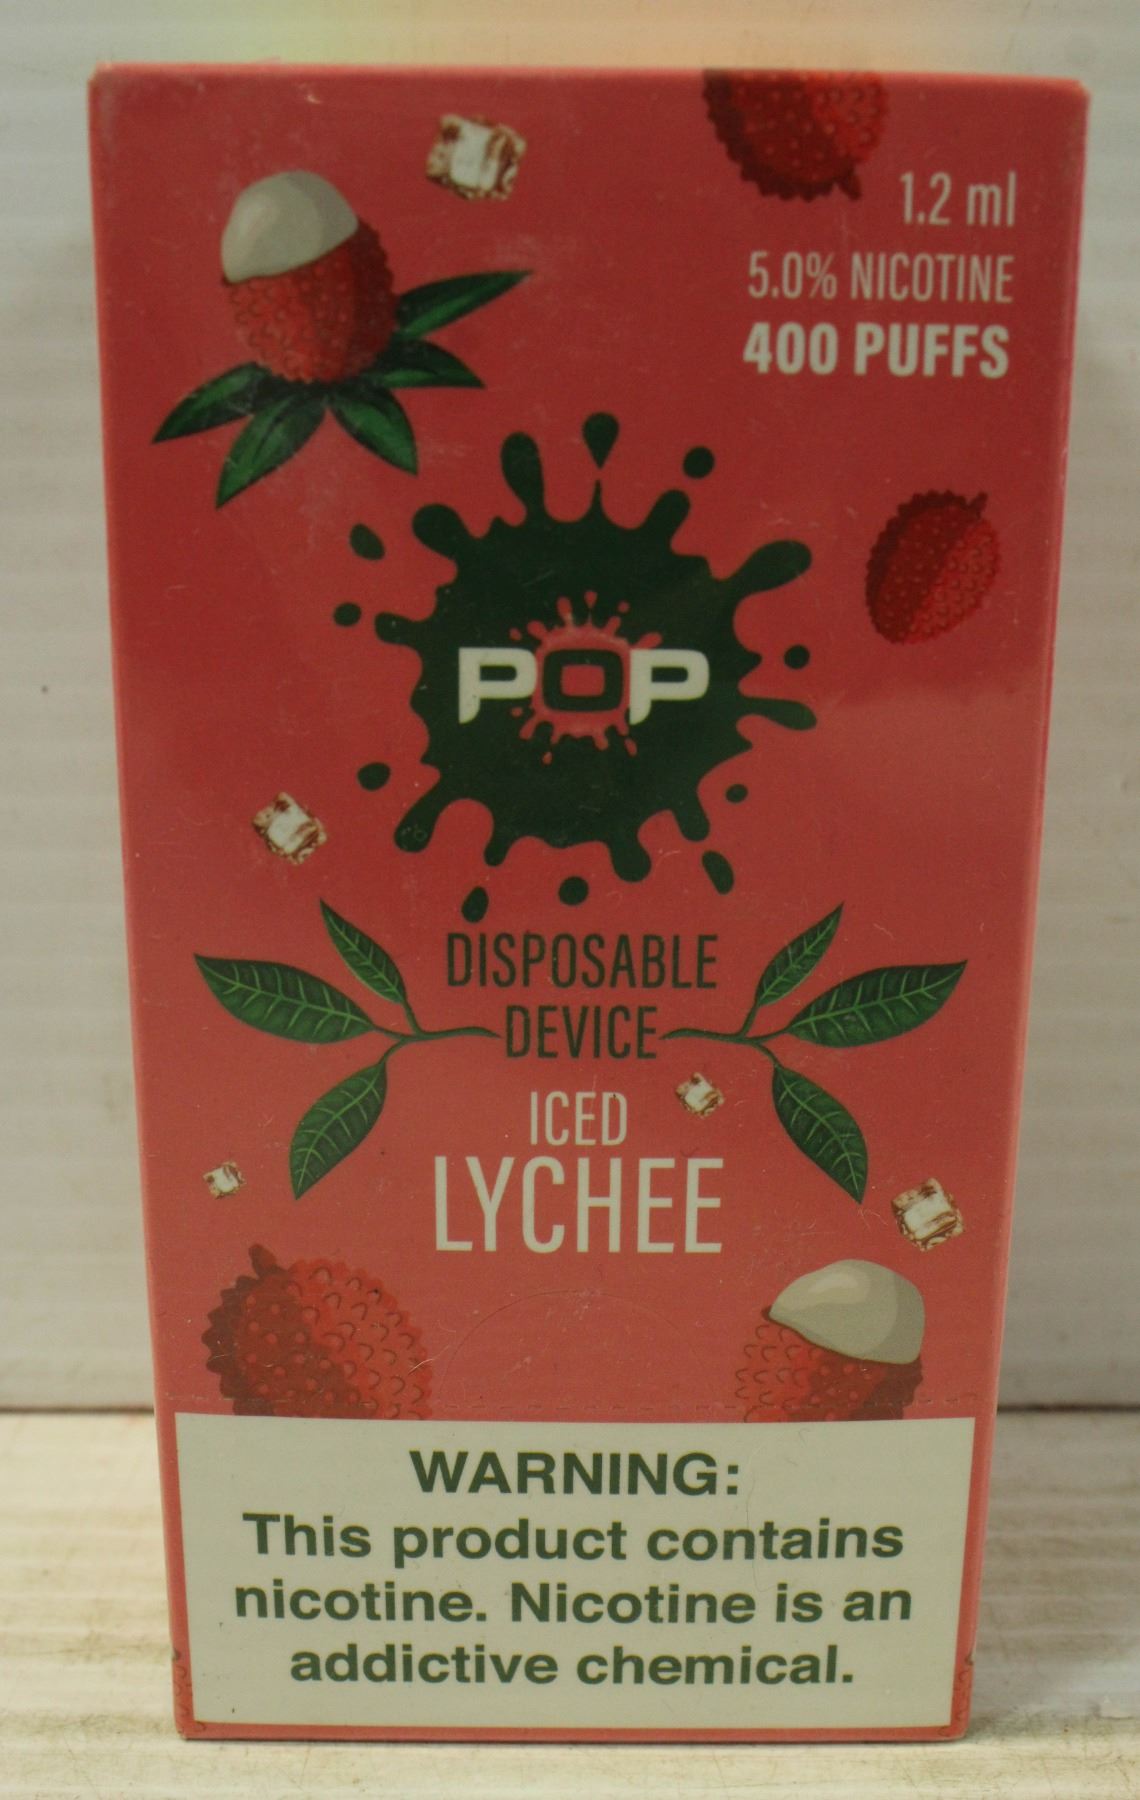 1.2 ml
5.0% NICOTINE
400 PUFFS
POP
DISPOSABLE
DEVICE
ICED
LYCHEE
WARNING:
This product contains
nicotine. Nicotine is an
addictive chemical.